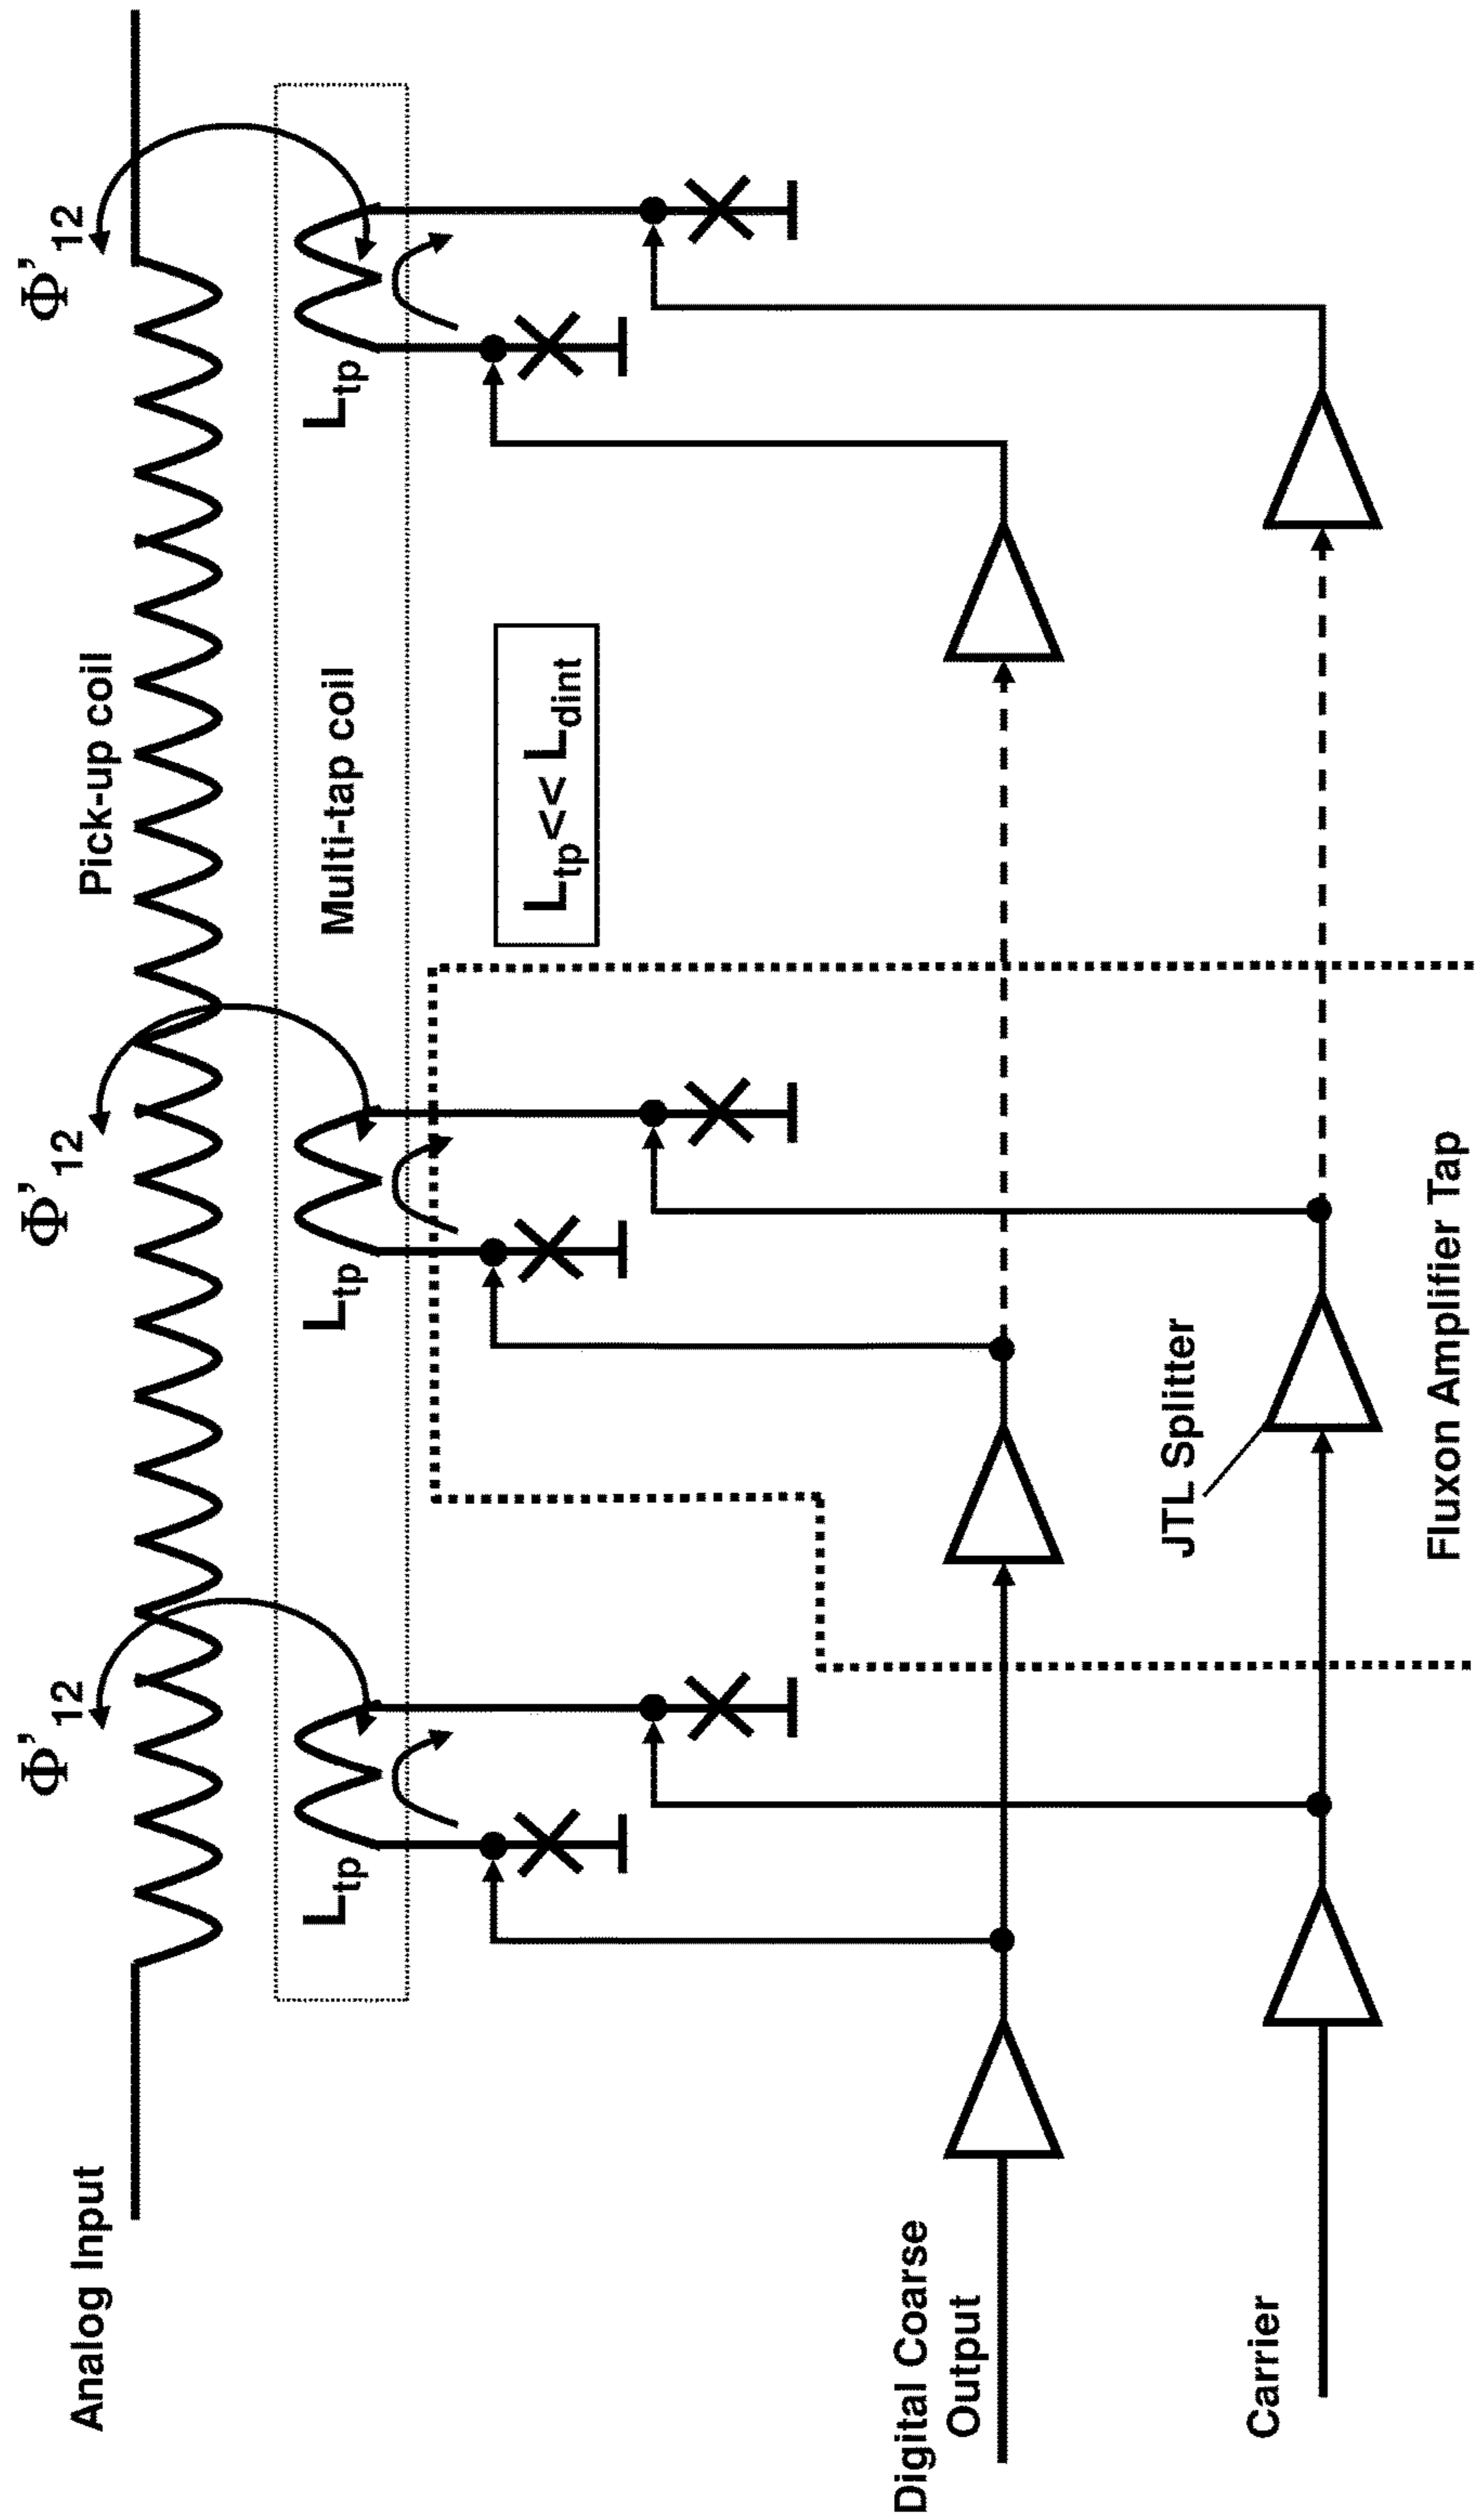 Analog Input
Pick-up coil
Φ'12
Φ'12
Φ'12
Multi-tap coil
Ltp
Ltp
Ltp
Ltp<< Ldint
Digital Coarse
Output
JTL Splitter
Carrier
Fluxon Amplifier Tap